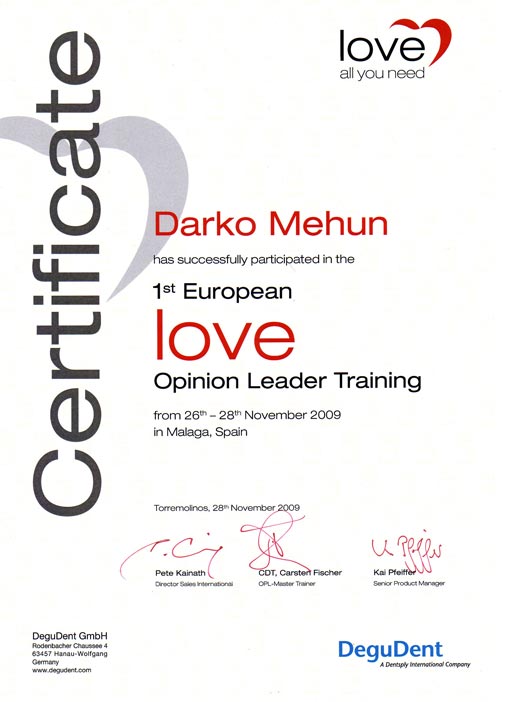 love
all you need
Certificate
Darko Mehun
has successfully participated in the
1st European
love
Opinion Leader Training
from 26th – 28th November 2009
in Malaga, Spain
Torremolinos, 28th November 2009
Pete Kainath
Director Sales International
CDT, Carsten Fischer
OPL-Master Trainer
Kai Pfeiffer
Senior Product Manager
DeguDent GmbH
Rodenbacher Chaussee 4
63457 Hanau-Wolfgang
Germany
www.degudent.com
DeguDent
A Dentsply International Company